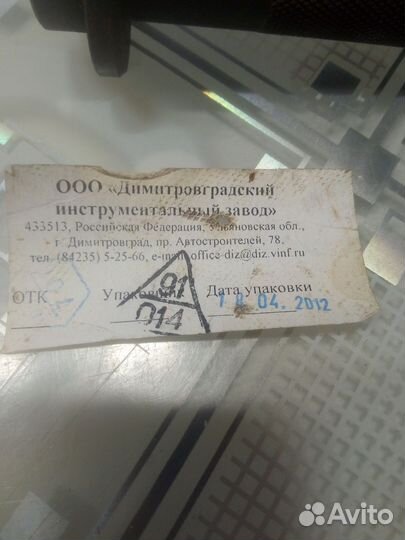 ООО «Димитровградский
инструментальный завод»
433513, Российская Федерация, Ульяновская обл.,
г. Димитровград, пр. Автостроителей, 78,
тел. (84235) 5-25-66, e-mail: office-diz@diz.vinf.ru
ОТК Упаковщик Дата упаковки
91
014
04. 2012
Avito